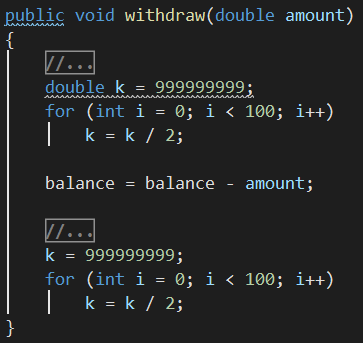 public void withdraw(double amount)
{
//...
double k = 999999999;
for (int i = 0; i < 100; i++)
k = k / 2;
balance = balance - amount;
//...
k = 999999999;
for (int i = 0; i < 100; i++)
k = k / 2;
}